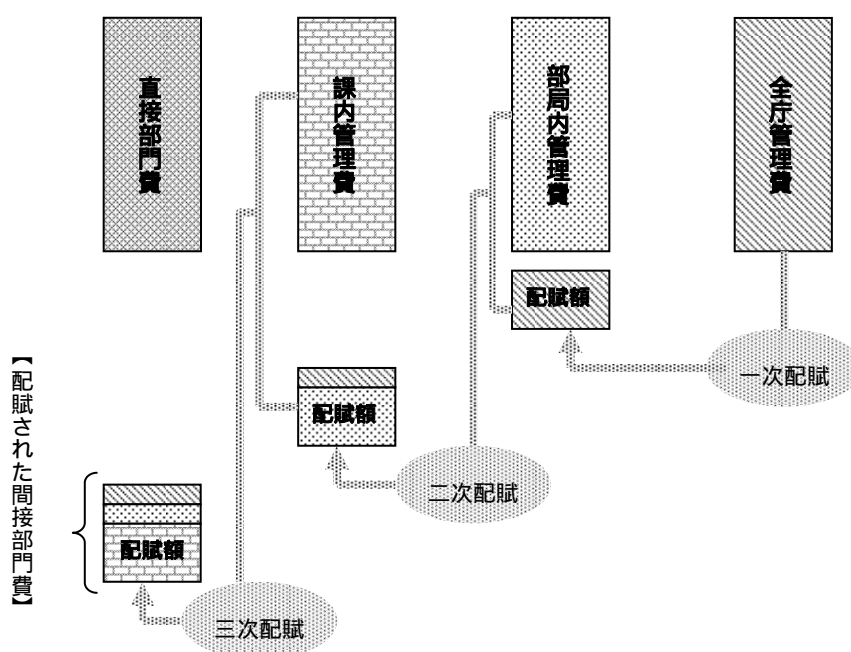 直接部門費
課内管理費
部局内管理費
全庁管理費
配賦額
一次配賦
配賦額
二次配賦
【配賦された間接部門費】
配賦額
三次配賦